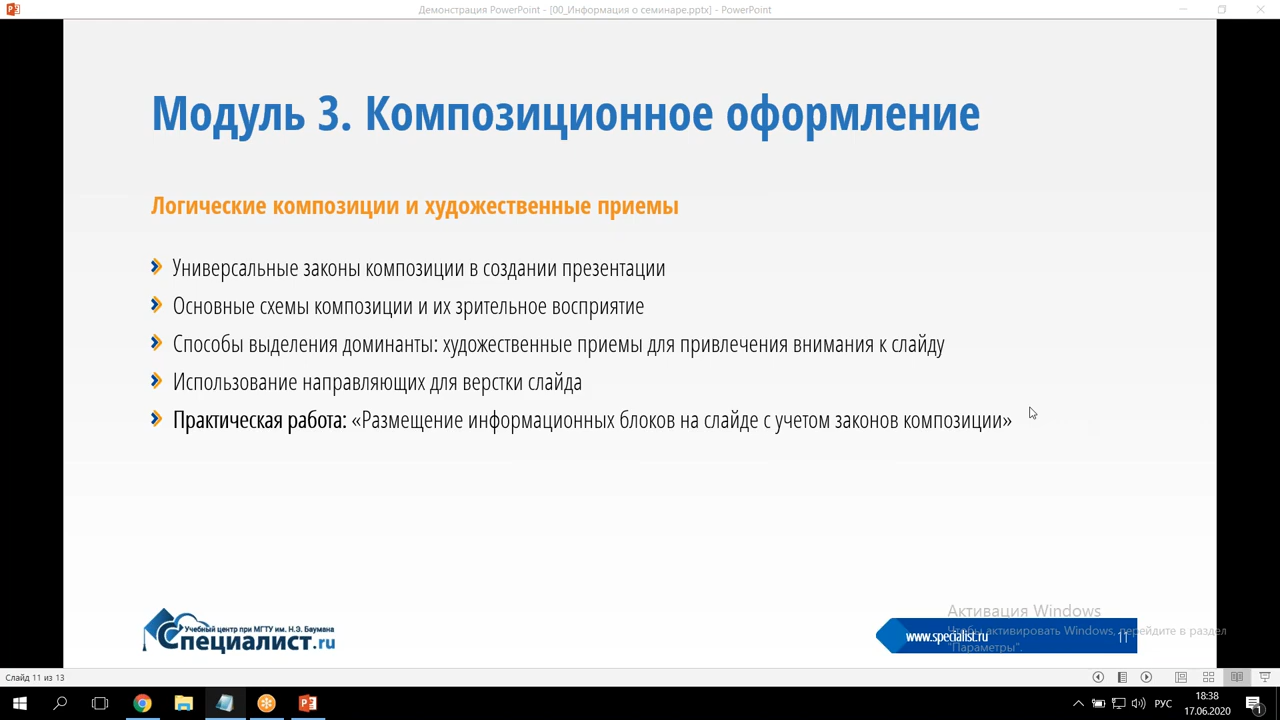 Демонстрация PowerPoint - [00_Информация о семинаре.pptx] - PowerPoint
Модуль 3. Композиционное оформление
Логические композиции и художественные приемы
Универсальные законы композиции в создании презентации
Основные схемы композиции и их зрительное восприятие
Способы выделения доминанты: художественные приемы для привлечения внимания к слайду
Использование направляющих для верстки слайда
Практическая работа: «Размещение информационных блоков на слайде с учетом законов композиции»
Учебный центр при МГТУ им. Н.Э. Баумана
Специалист.ru
www.specialist.ru
11
Активация Windows
Чтобы активировать Windows, перейдите в раздел
"Параметры".
Слайд 11 из 13
РУС
18:38
17.06.2020
1